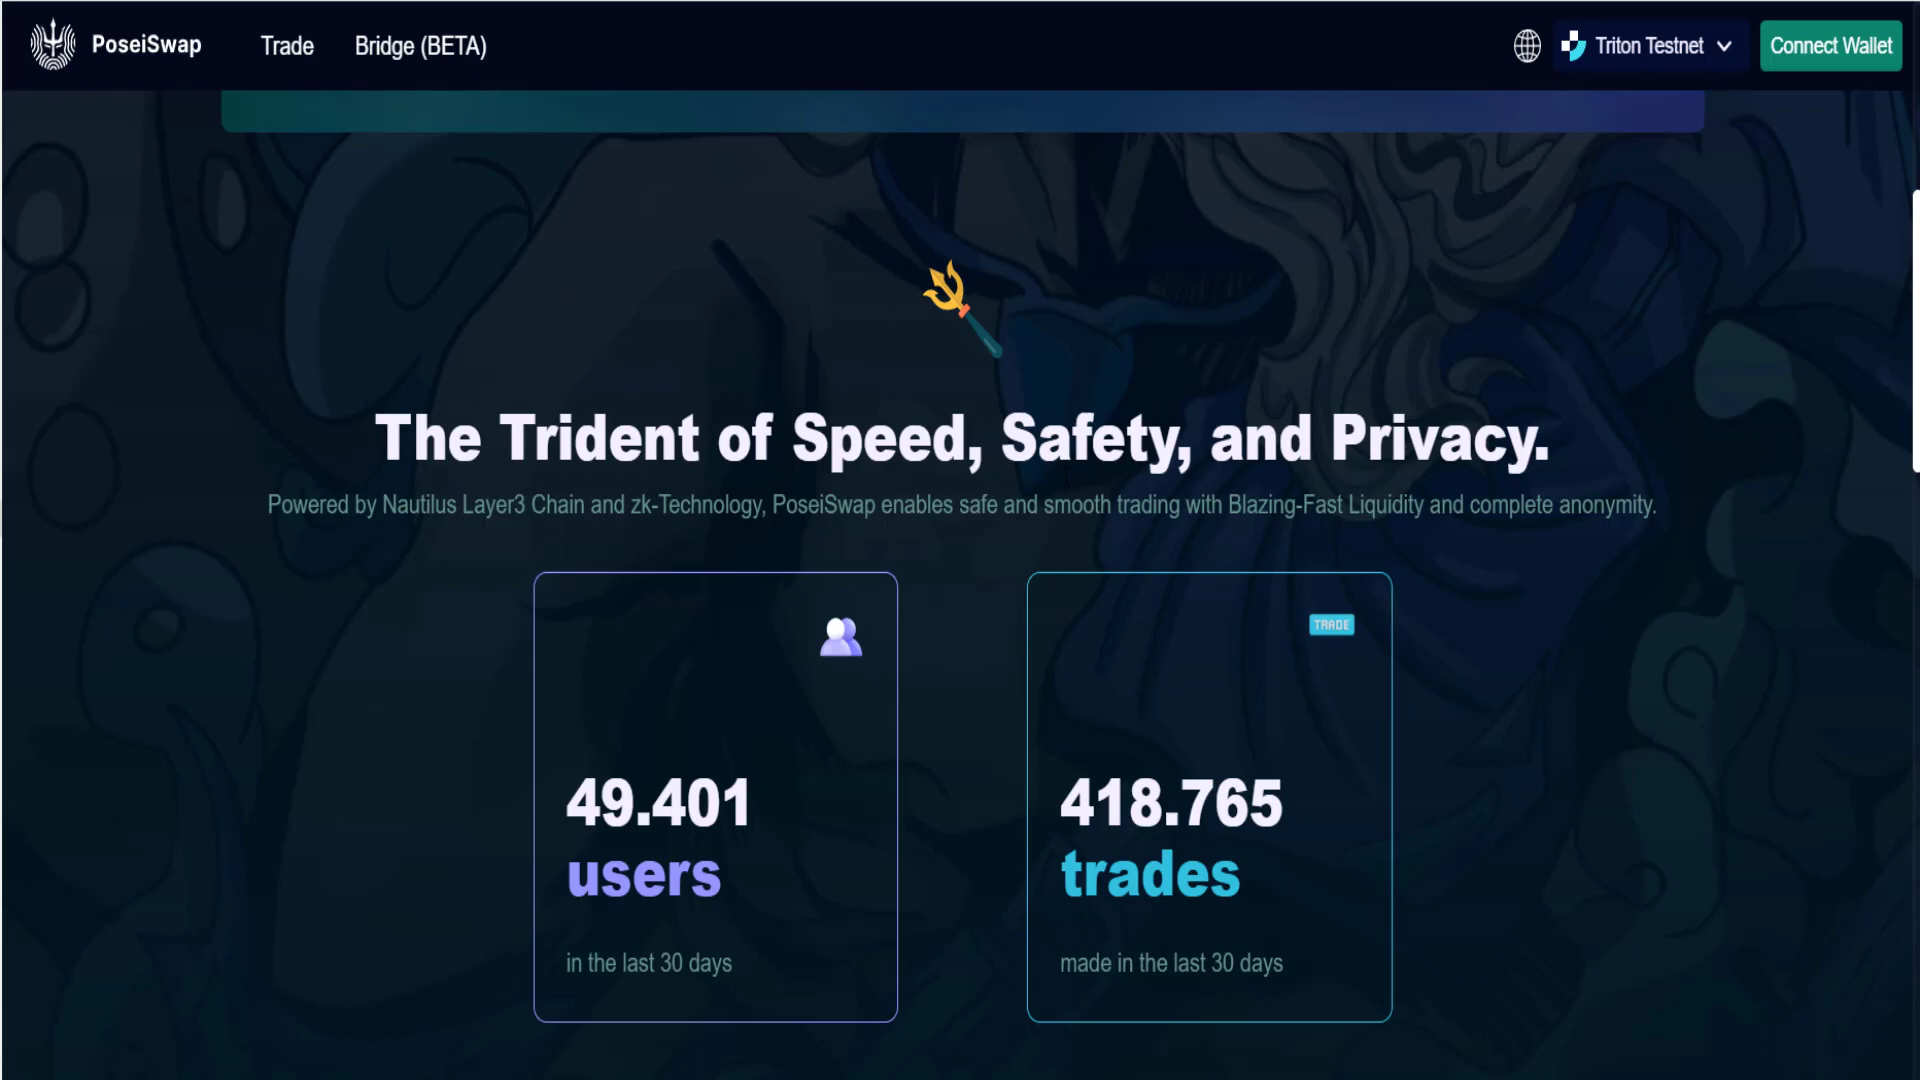 PoseiSwap
Trade
Bridge (BETA)
Triton Testnet
Connect Wallet
The Trident of Speed, Safety, and Privacy.
Powered by Nautilus Layer3 Chain and zk-Technology, PoseiSwap enables safe and smooth trading with Blazing-Fast Liquidity and complete anonymity.
49.401
users
in the last 30 days
TRADE
418.765
trades
made in the last 30 days